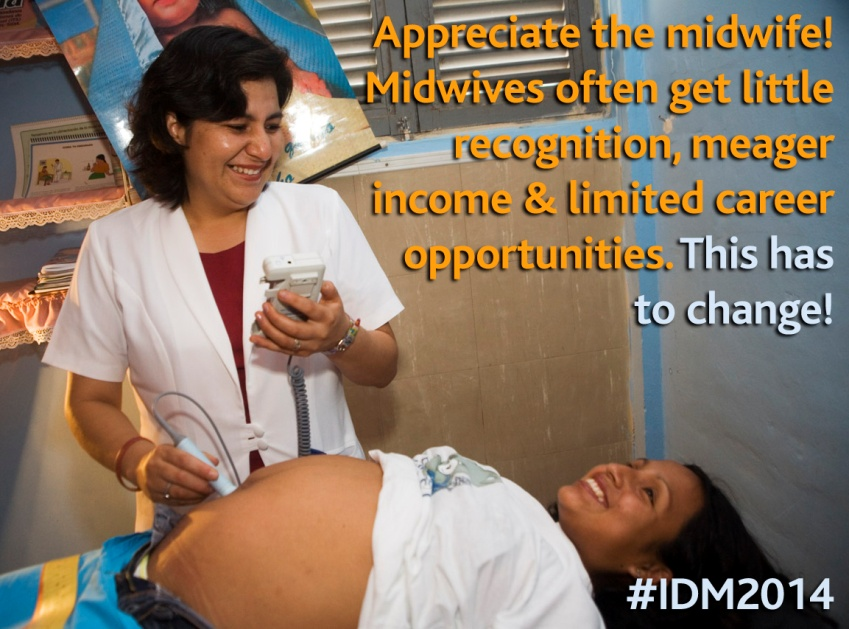 Appreciate the midwife!
Midwives often get little
recognition, meager
income & limited career
opportunities. This has
to change!
#IDM2014